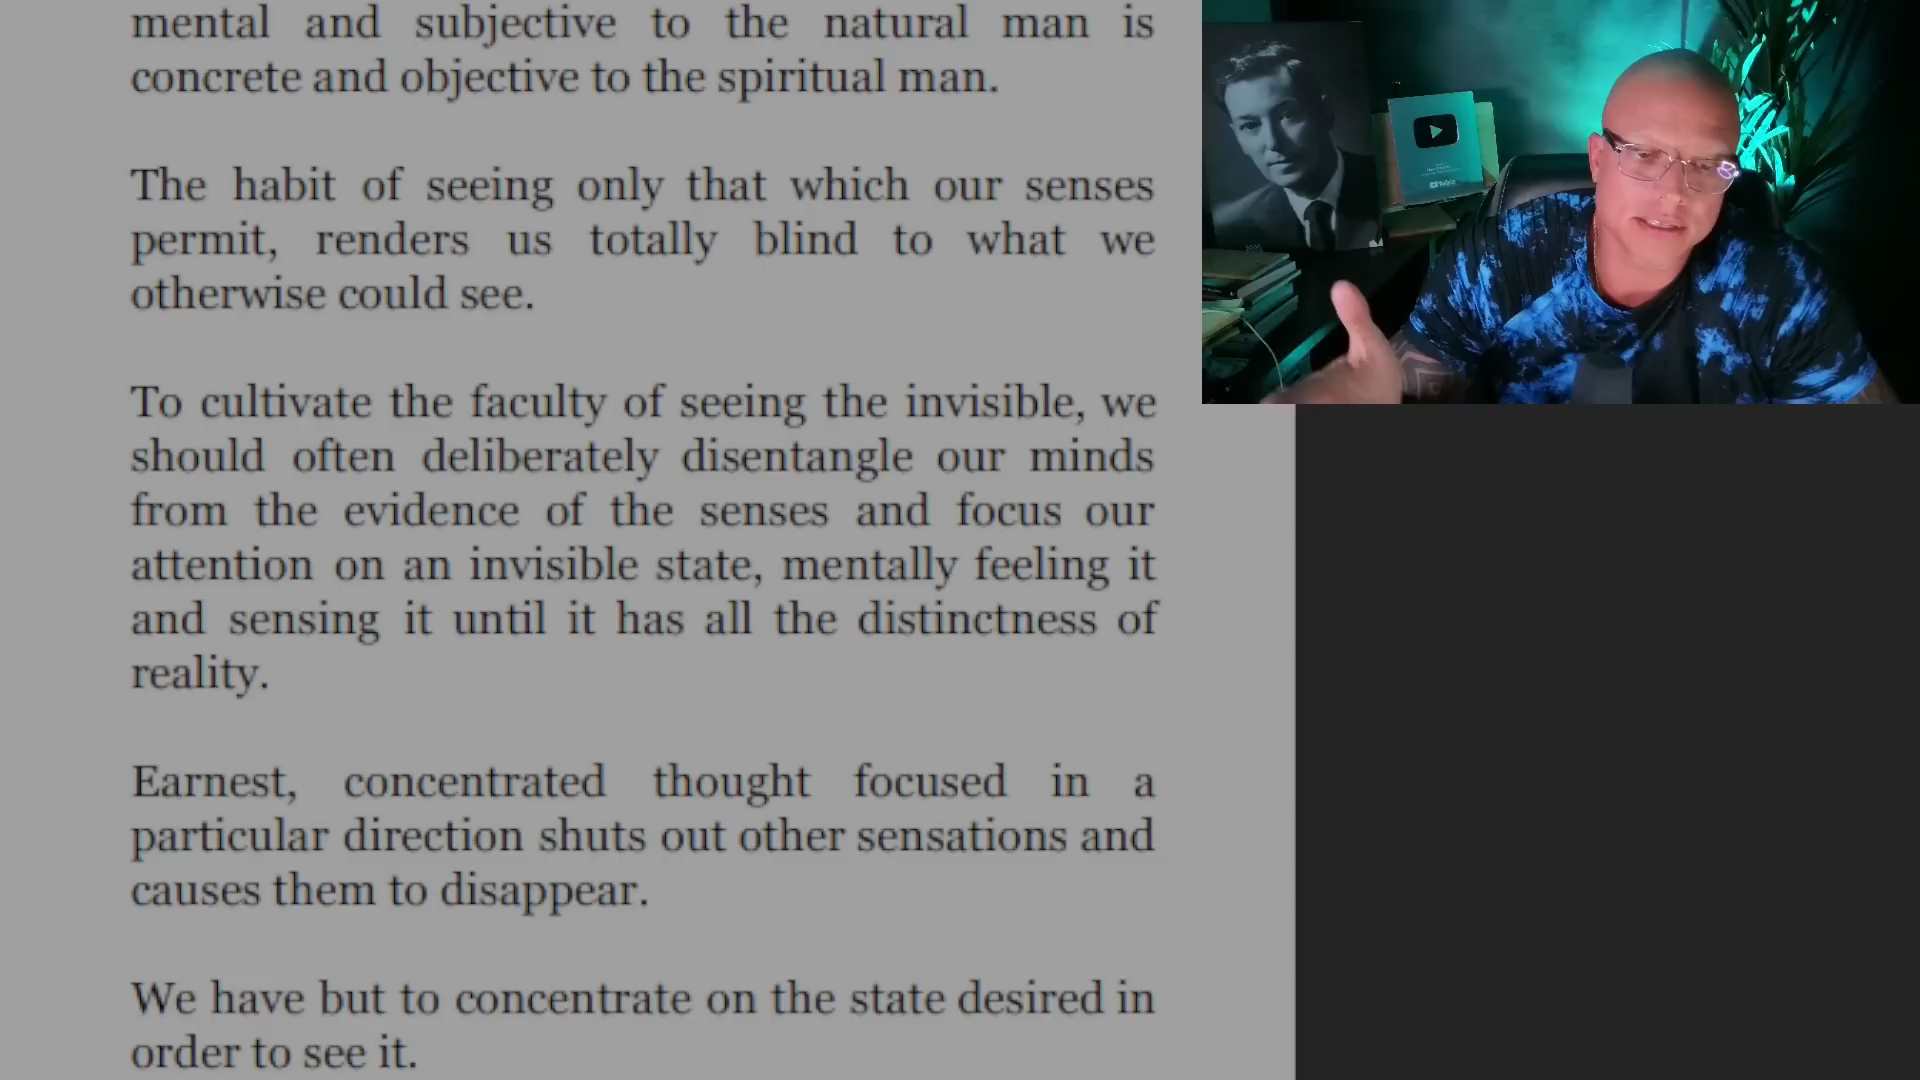 mental and subjective to the natural man is
concrete and objective to the spiritual man.
The habit of seeing only that which our senses
permit, renders us totally blind to what we
otherwise could see.
To cultivate the faculty of seeing the invisible, we
should often deliberately disentangle our minds
from the evidence of the senses and focus our
attention on an invisible state, mentally feeling it
and sensing it until it has all the distinctness of
reality.
Earnest, concentrated thought focused in a
particular direction shuts out other sensations and
causes them to disappear.
We have but to concentrate on the state desired in
order to see it.